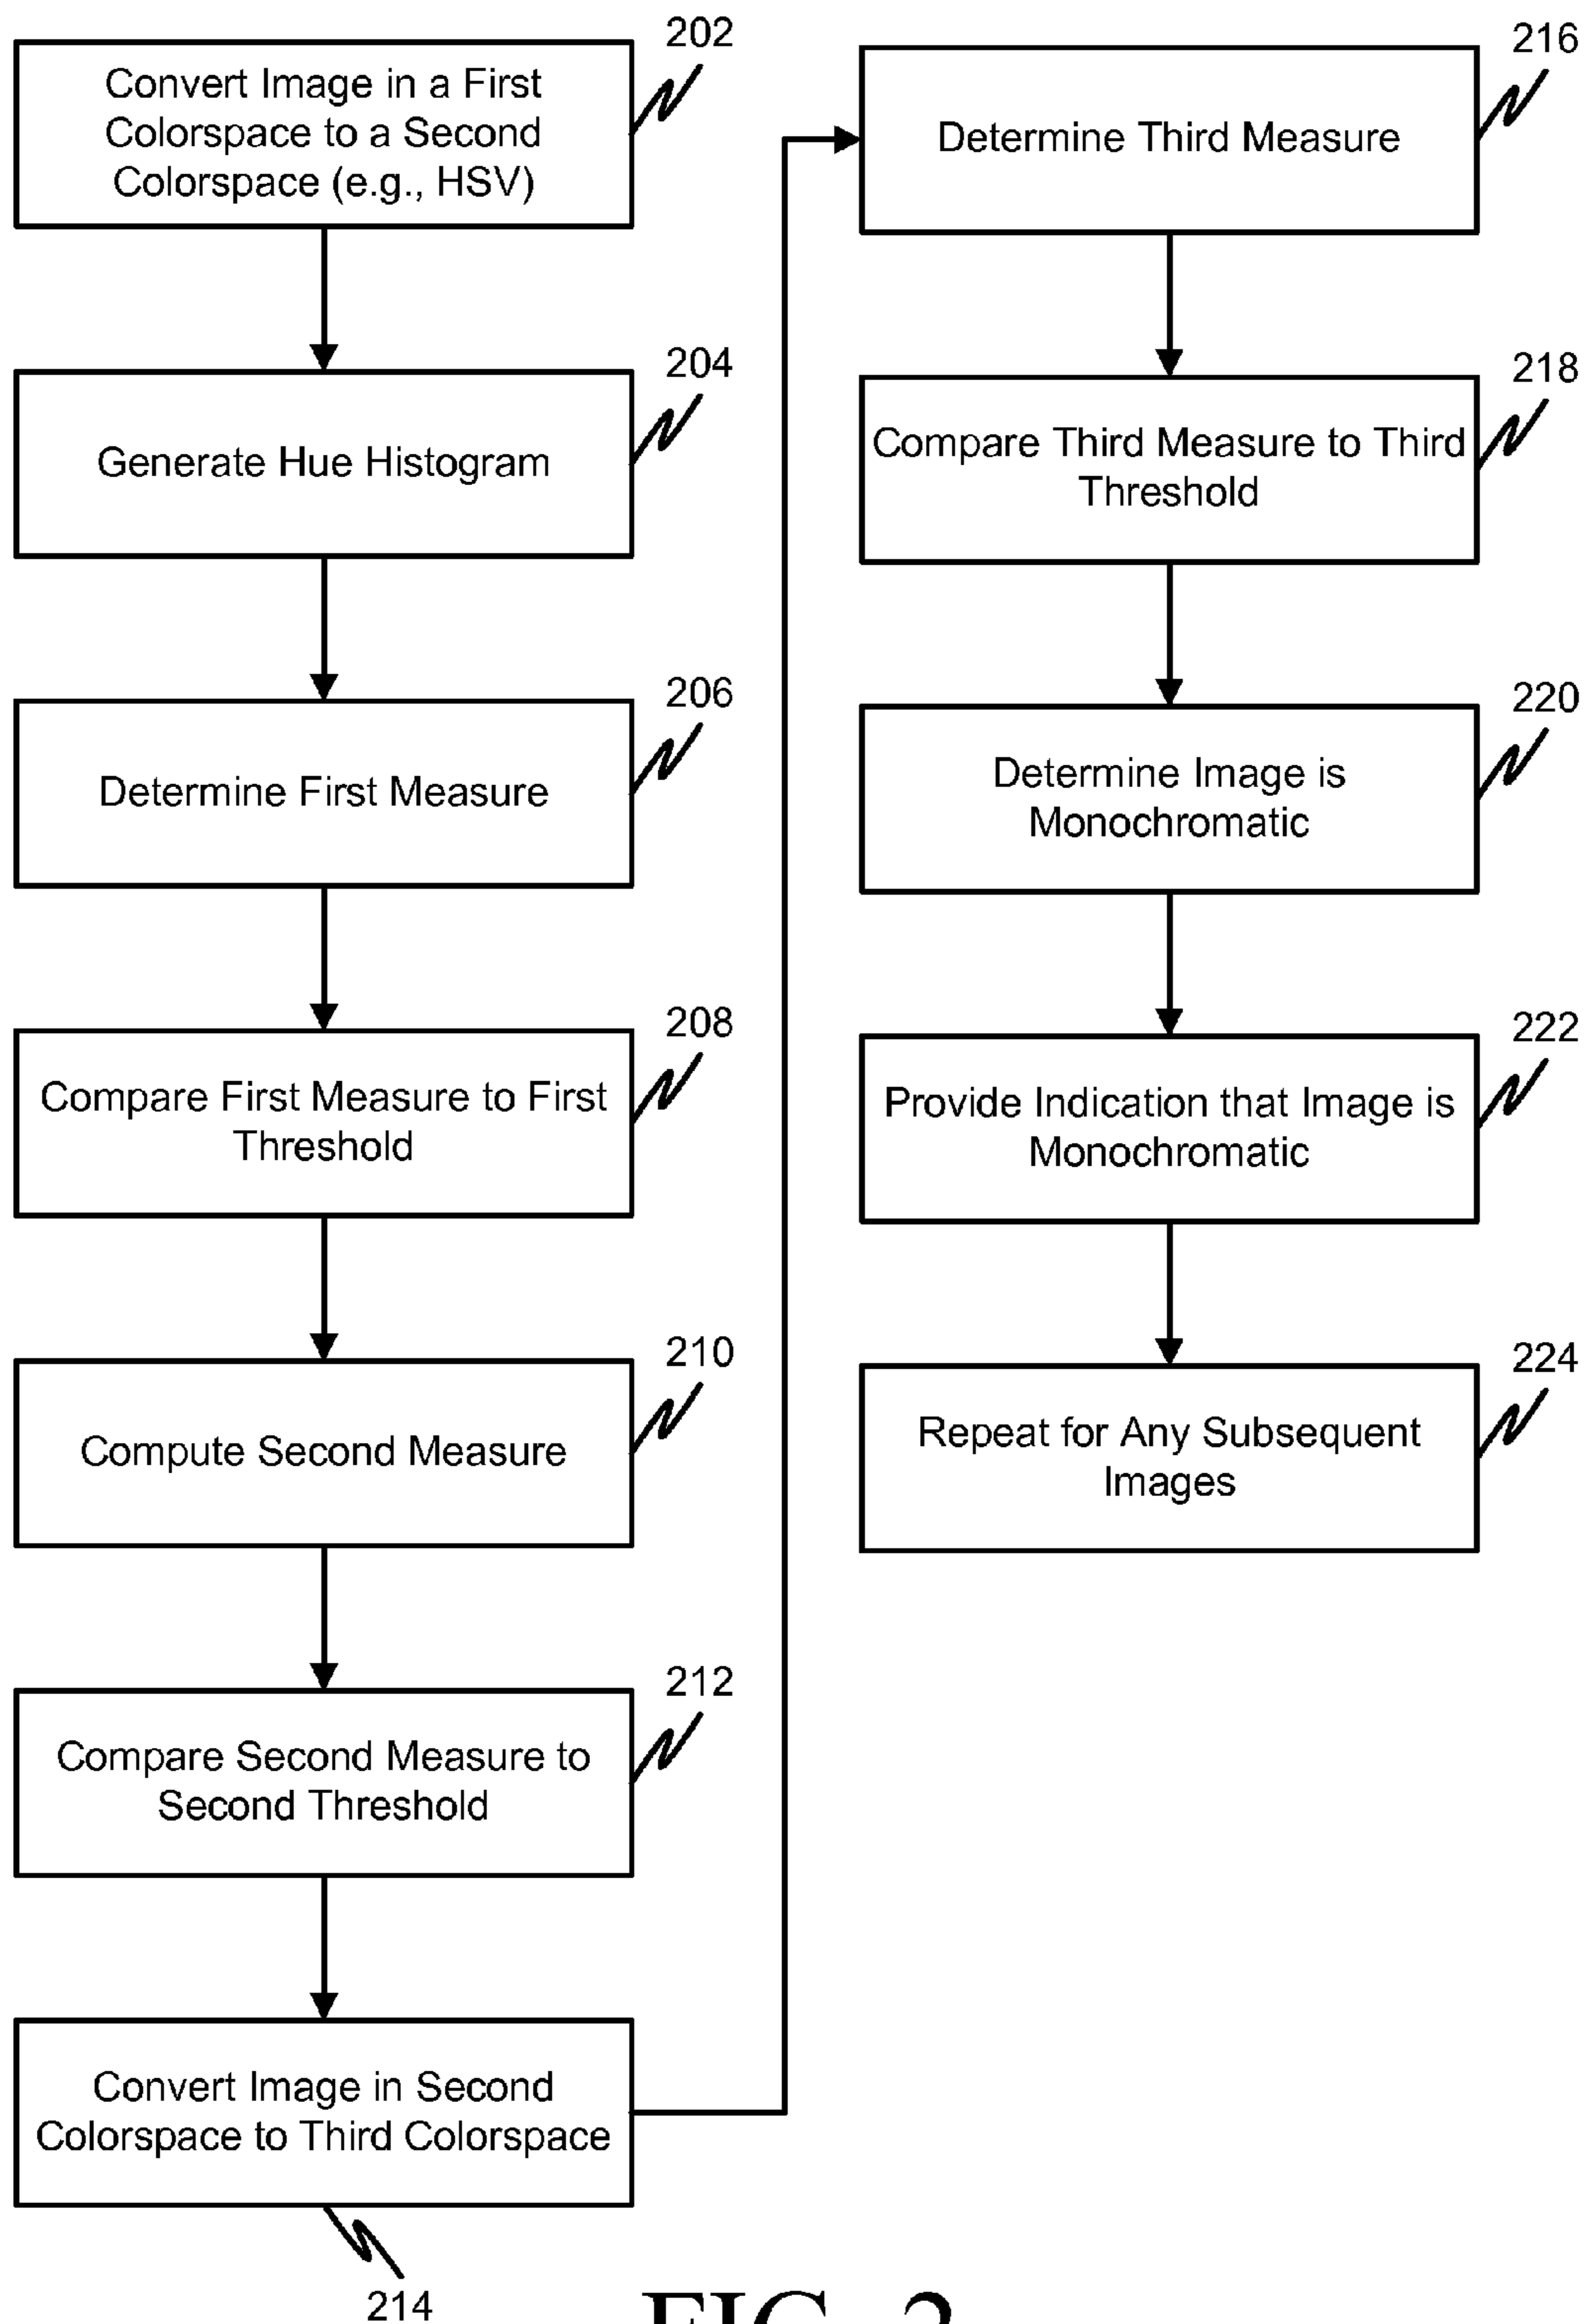 202
Convert Image in a First
Colorspace to a Second
Colorspace (e.g., HSV)
204
Generate Hue Histogram
206
Determine First Measure
208
Compare First Measure to First
Threshold
210
Compute Second Measure
212
Compare Second Measure to
Second Threshold
Convert Image in Second
Colorspace to Third Colorspace
214
216
Determine Third Measure
218
Compare Third Measure to Third
Threshold
220
Determine Image is
Monochromatic
222
Provide Indication that Image is
Monochromatic
224
Repeat for Any Subsequent
Images
FIG. 2